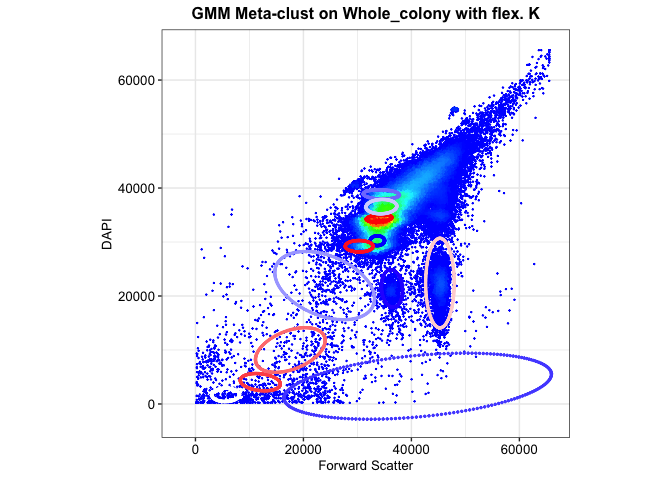 GMM Meta-clust on Whole_colony with flex. K
DAPI
60000
40000
20000
0
0 20000 40000 60000
Forward Scatter